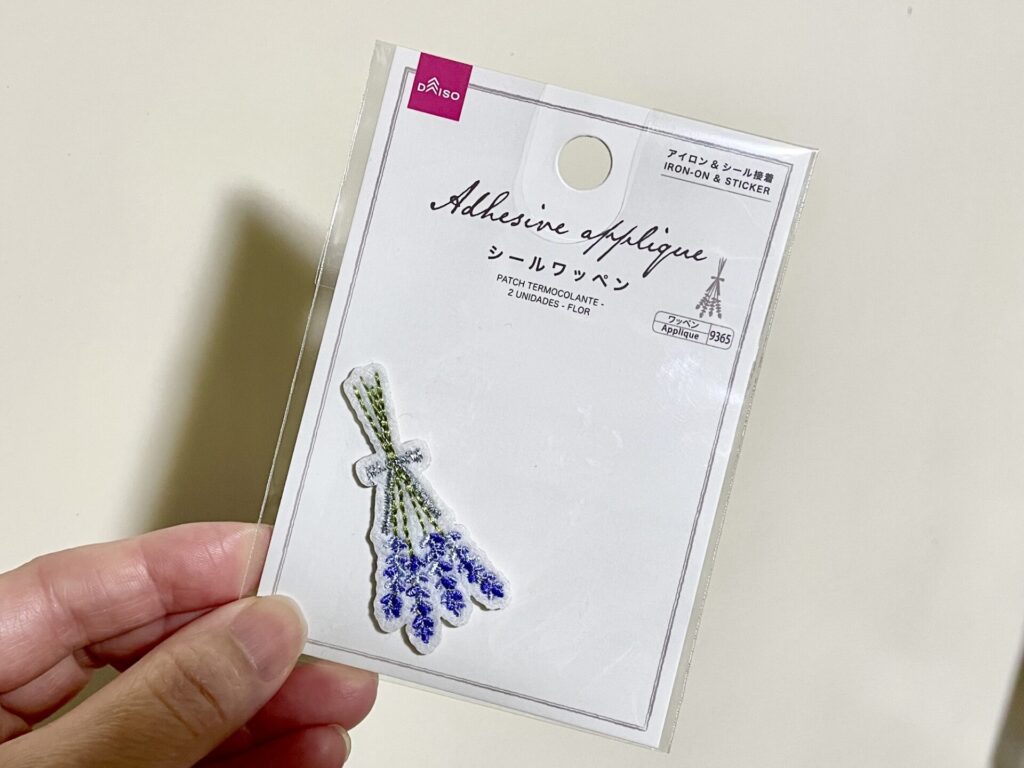 DAISO
アイロン＆シール接着
IRON-ON & STICKER
Adhesive applique
シールワッペン
PATCH TERMOCOLANTE -
2 UNIDADES - FLOR
ワッペン
Applique
9365